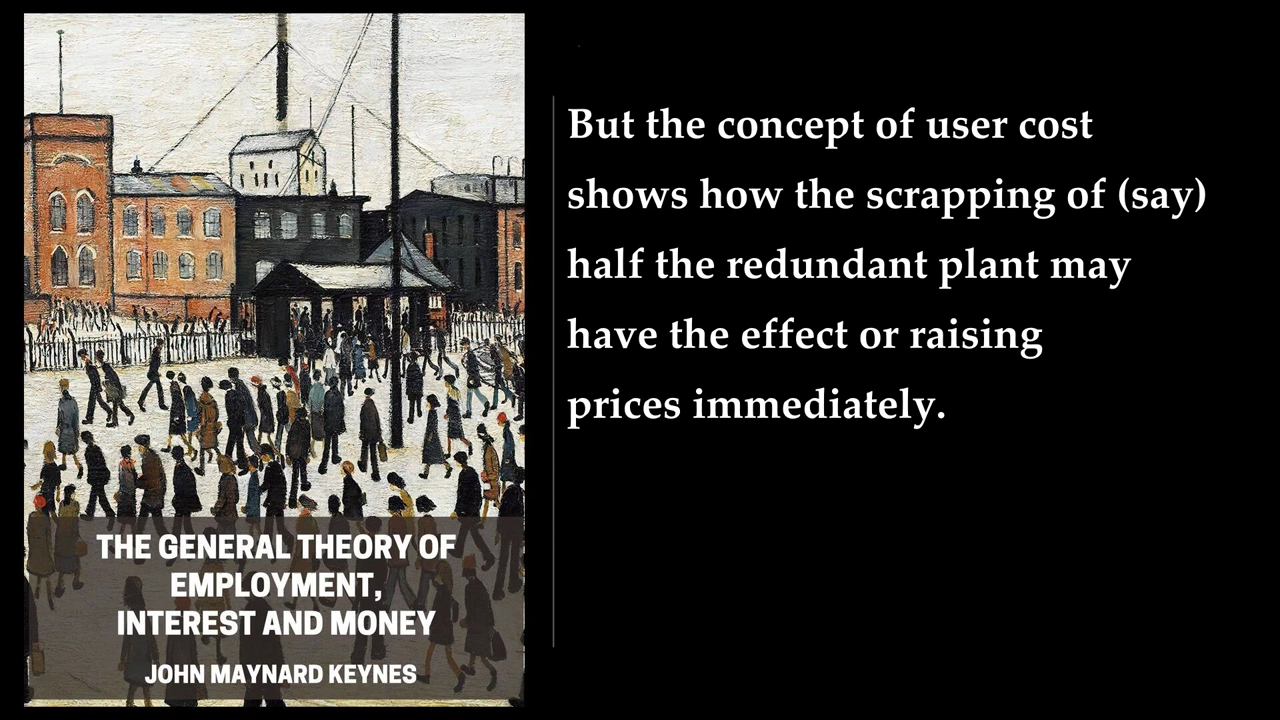 THE GENERAL THEORY OF
EMPLOYMENT,
INTEREST AND MONEY
JOHN MAYNARD KEYNES
But the concept of user cost
shows how the scrapping of (say)
half the redundant plant may
have the effect or raising
prices immediately.